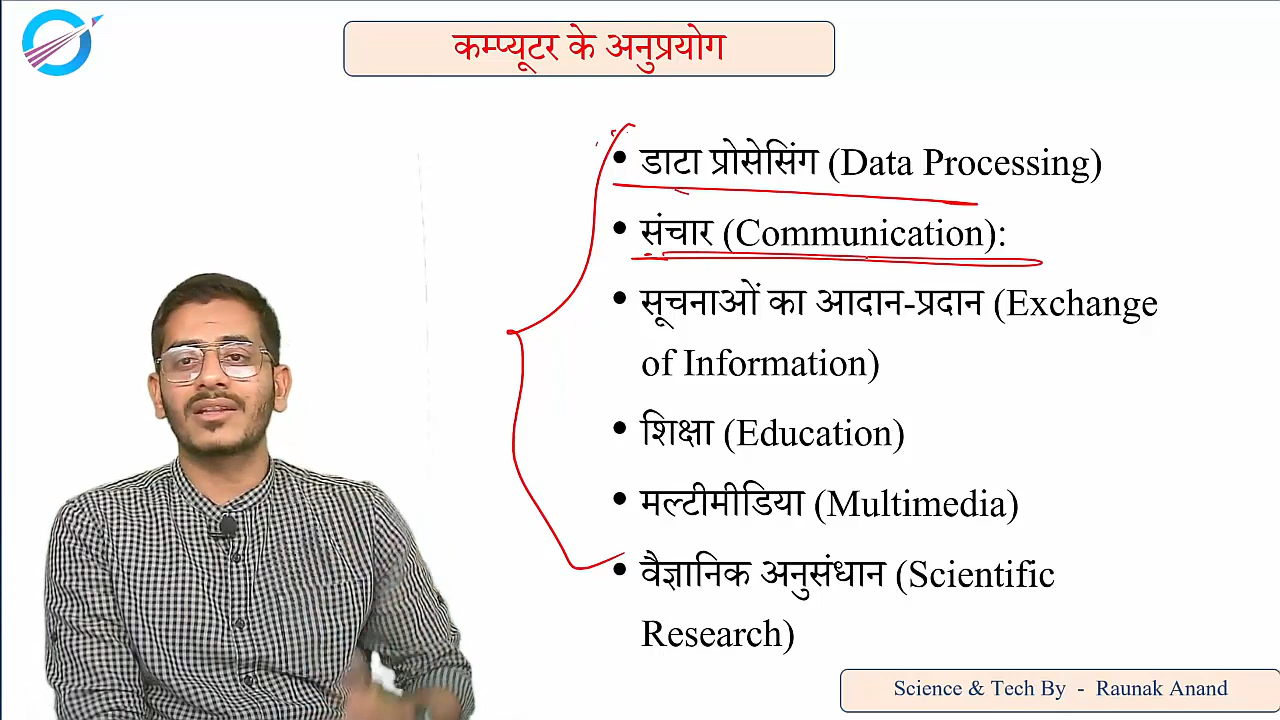 कम्प्यूटर के अनुप्रयोग
• डाटा प्रोसेसिंग (Data Processing)
• संचार (Communication):
• सूचनाओं का आदान-प्रदान (Exchange
of Information)
• शिक्षा (Education)
• मल्टीमीडिया (Multimedia)
• वैज्ञानिक अनुसंधान (Scientific
Research)
Science & Tech By - Raunak Anand